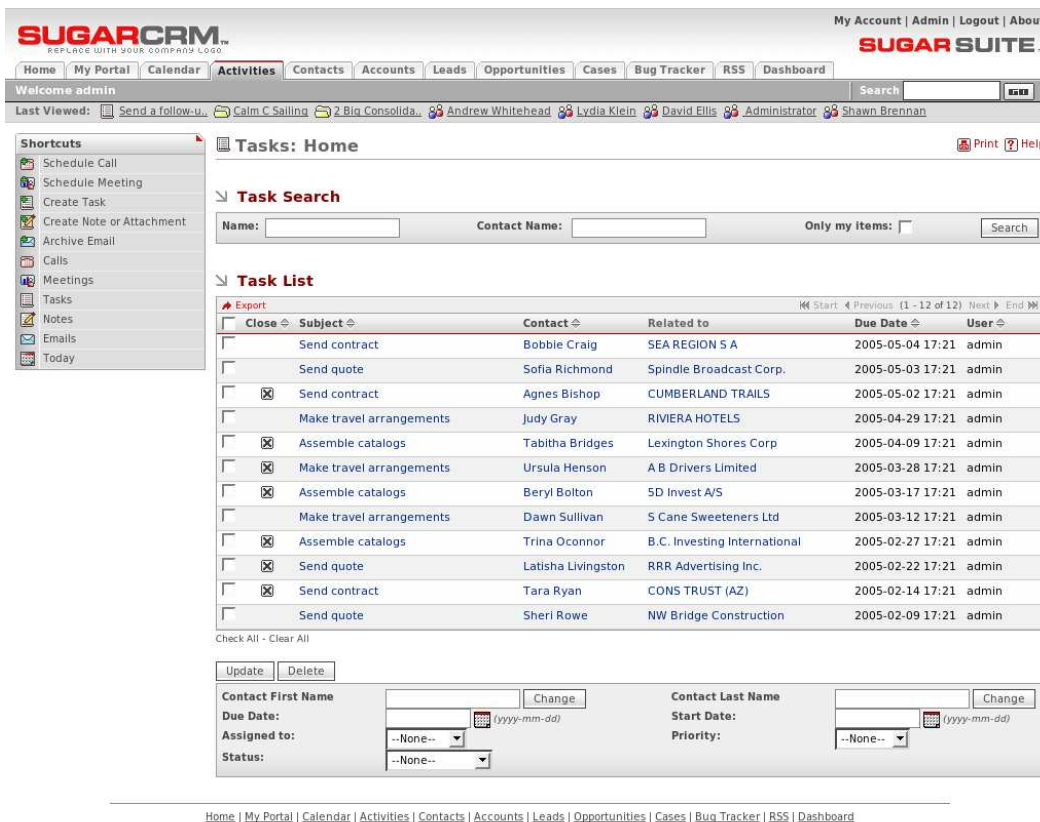 My Account | Admin | Logout | Abou
SUGARCRM™
REPLACE WITH YOUR COMPANY LOGO
SUGAR SUITE
Home My Portal Calendar Activities Contacts Accounts Leads Opportunities Cases Bug Tracker RSS Dashboard
Welcome admin Search GO
Last Viewed: Send a follow-u.. Calm C Sailing 2 Big Consolida.. Andrew Whitehead Lydia Klein David Ellis Administrator Shawn Brennan
Shortcuts
Schedule Call
Schedule Meeting
Create Task
Create Note or Attachment
Archive Email
Calls
Meetings
Tasks
Notes
Emails
Today
Tasks: Home Print Hel
Task Search
Name: Contact Name: Only my items: Search
Task List
Export Start Previous (1 - 12 of 12) Next End
Close Subject Contact Related to Due Date User
Send contract Bobbie Craig SEA REGION S A 2005-05-04 17:21 admin
Send quote Sofia Richmond Spindle Broadcast Corp. 2005-05-03 17:21 admin
Send contract Agnes Bishop CUMBERLAND TRAILS 2005-05-02 17:21 admin
Make travel arrangements Judy Gray RIVIERA HOTELS 2005-04-29 17:21 admin
Assemble catalogs Tabitha Bridges Lexington Shores Corp 2005-04-09 17:21 admin
Make travel arrangements Ursula Henson A B Drivers Limited 2005-03-28 17:21 admin
Assemble catalogs Beryl Bolton 5D Invest A/S 2005-03-17 17:21 admin
Make travel arrangements Dawn Sullivan S Cane Sweeteners Ltd 2005-03-12 17:21 admin
Assemble catalogs Trina Oconnor B.C. Investing International 2005-02-27 17:21 admin
Send quote Latisha Livingston RRR Advertising Inc. 2005-02-22 17:21 admin
Send contract Tara Ryan CONS TRUST (AZ) 2005-02-14 17:21 admin
Send quote Sheri Rowe NW Bridge Construction 2005-02-09 17:21 admin
Check All - Clear All
Update Delete
Contact First Name Change Contact Last Name Change
Due Date: (yyyy-mm-dd) Start Date: (yyyy-mm-dd)
Assigned to: --None-- Priority: --None--
Status: --None--
Home | My Portal | Calendar | Activities | Contacts | Accounts | Leads | Opportunities | Cases | Bug Tracker | RSS | Dashboard